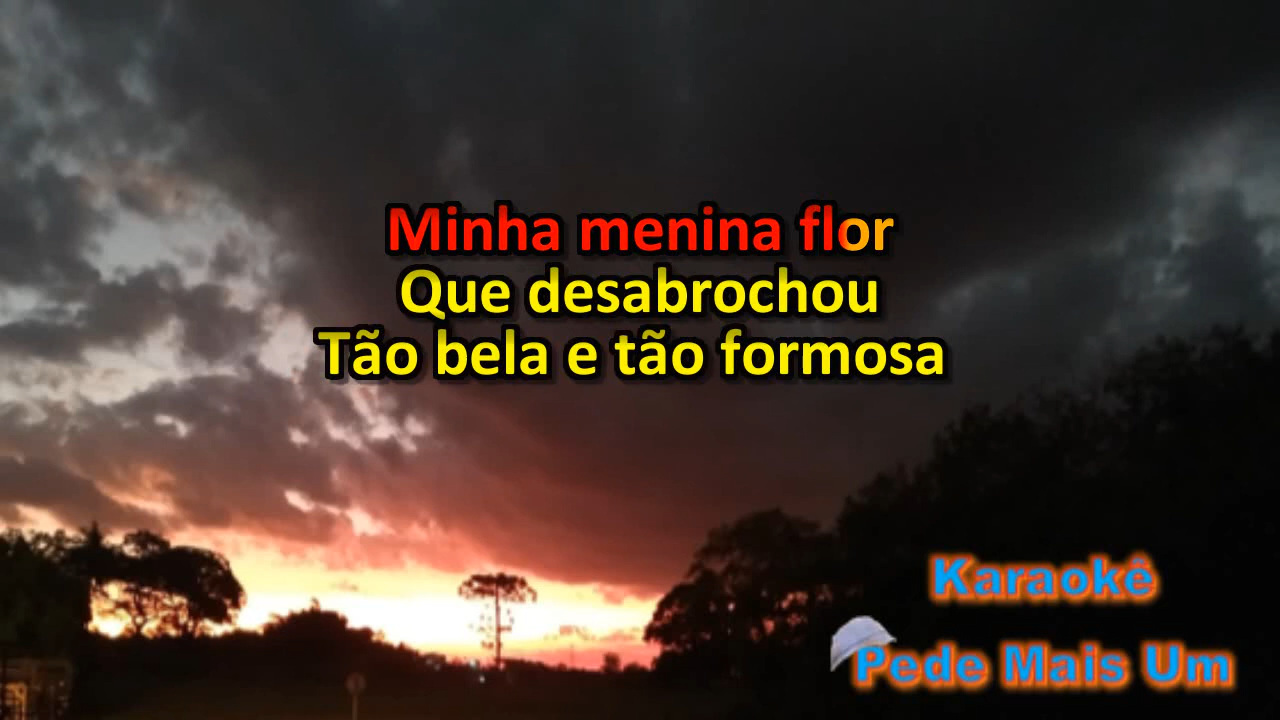 Minha menina flor
Que desabrochou
Tão bela e tão formosa
Karaokê
Pede Mais Um